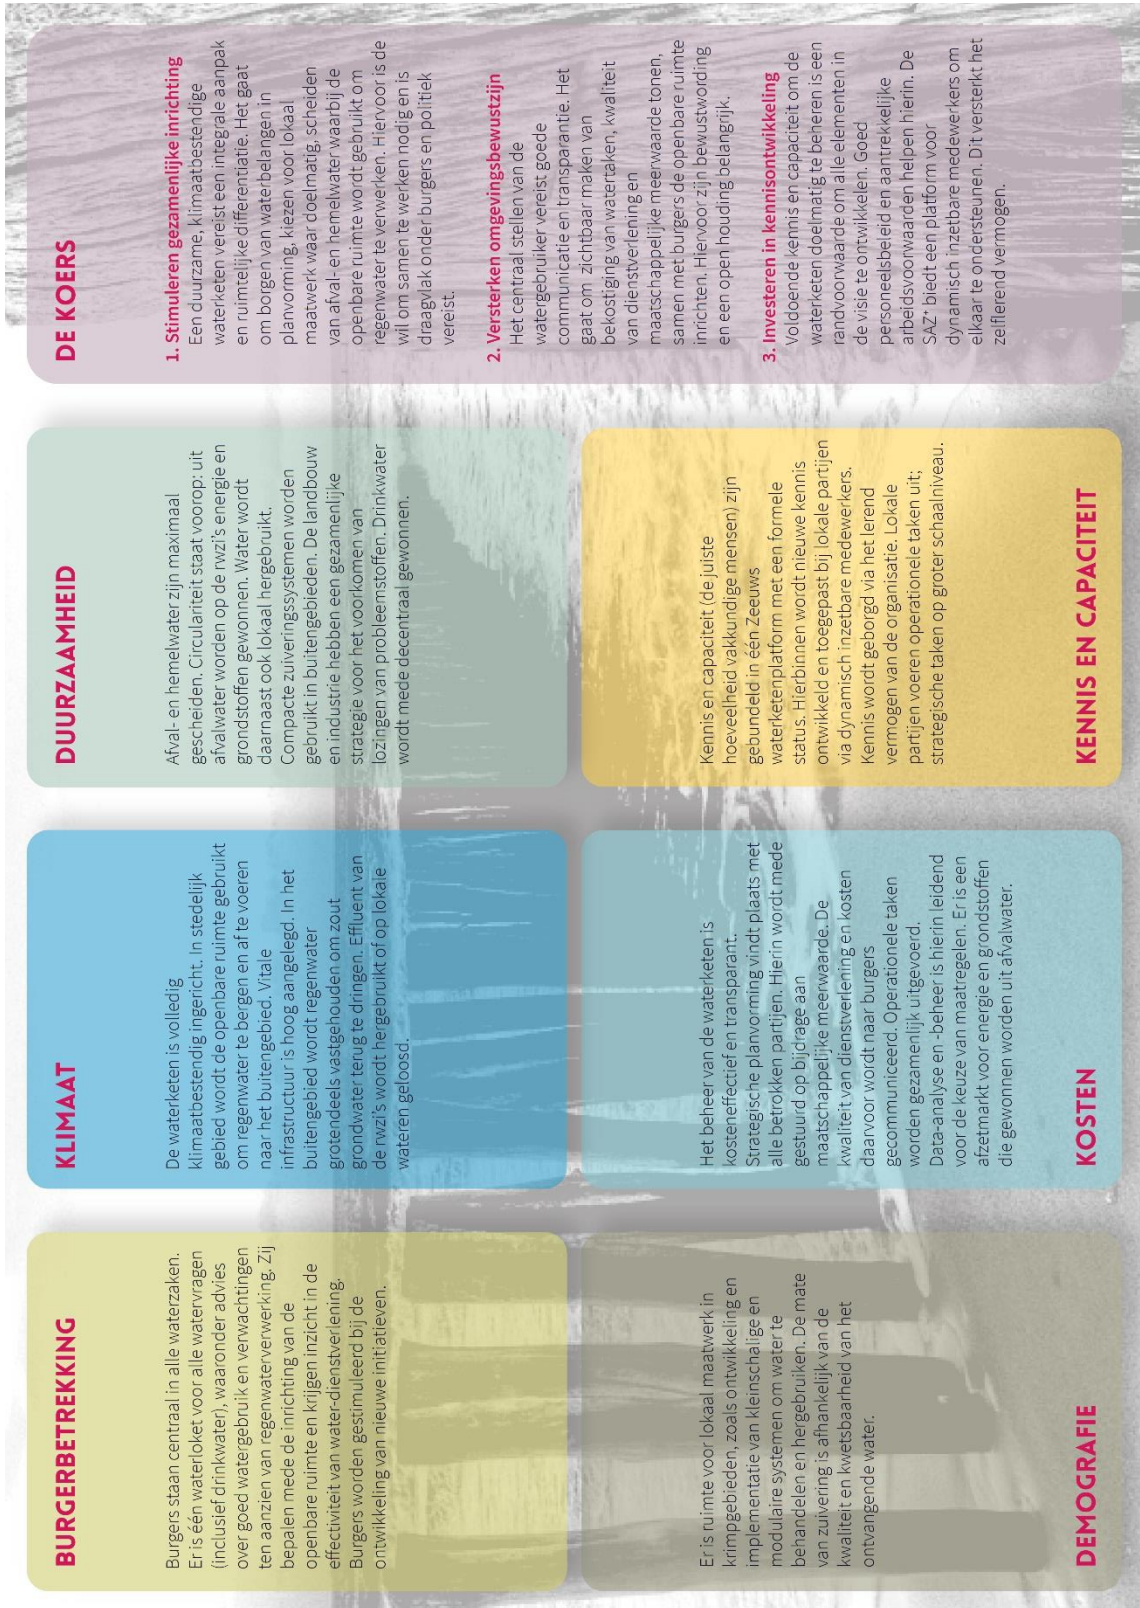 BURGERBETREKKING
Burgers staan centraal in alle waterzaken.
Er is één waterloket voor alle watervragen
(inclusief drinkwater), waaronder advies
over goed watergebruik en verwachtingen
ten aanzien van regenwaterverwerking. Zij
bepalen mede de inrichting van de
openbare ruimte en krijgen inzicht in de
effectiviteit van water-dienstverlening.
Burgers worden gestimuleerd bij de
ontwikkeling van nieuwe initiatieven.
KLIMAAT
De waterketen is volledig
klimaatbestendig ingericht. In stedelijk
gebied wordt de openbare ruimte gebruikt
om regenwater te bergen en af te voeren
naar het buitengebied. Vitale
infrastructuur is hoog aangelegd. In het
buitengebied wordt regenwater
grotendeels vastgehouden om zout
grondwater terug te dringen. Effluent van
de rwzi's wordt hergebruikt of op lokale
wateren geloosd.
DUURZAAMHEID
Afval- en hemelwater zijn maximaal
gescheiden. Circulariteit staat voorop: uit
afvalwater worden op de rwzi's energie en
grondstoffen gewonnen. Water wordt
daarnaast ook lokaal hergebruikt.
Compacte zuiveringssystemen worden
gebruikt in buitengebieden. De landbouw
en industrie hebben een gezamenlijke
strategie voor het voorkomen van
lozingen van probleemstoffen. Drinkwater
wordt mede decentraal gewonnen.
DEMOGRAFIE
Er is ruimte voor lokaal maatwerk in
krimpgebieden, zoals ontwikkeling en
implementatie van kleinschalige en
modulaire systemen om water te
behandelen en hergebruiken. De mate
van zuivering is afhankelijk van de
kwaliteit en kwetsbaarheid van het
ontvangende water.
KOSTEN
Het beheer van de waterketen is
kosteneffectief en transparant.
Strategische planvorming vindt plaats met
alle betrokken partijen. Hierin wordt mede
gestuurd op bijdrage aan
maatschappelijke meerwaarde. De
kwaliteit van dienstverlening en kosten
daarvoor wordt naar burgers
gecommuniceerd. Operationele taken
worden gezamenlijk uitgevoerd.
Data-analyse en -beheer is hierin leidend
voor de keuze van maatregelen. Er is een
afzetmarkt voor energie en grondstoffen
die gewonnen worden uit afvalwater.
KENNIS EN CAPACITEIT
Kennis en capaciteit (de juiste
hoeveelheid vakkundige mensen) zijn
gebundeld in één Zeeuws
waterketenplatform met een formele
status. Hierbinnen wordt nieuwe kennis
ontwikkeld en toegepast bij lokale partijen
via dynamisch inzetbare medewerkers.
Kennis wordt geborgd via het lerend
vermogen van de organisatie. Lokale
partijen voeren operationele taken uit;
strategische taken op groter schaalniveau.
DE KOERS
1. Stimuleren gezamenlijke inrichting
Een duurzame, klimaatbestendige
waterketen vereist een integrale aanpak
en ruimtelijke differentiatie. Het gaat
om borgen van waterbelangen in
planvorming, kiezen voor lokaal
maatwerk waar doelmatig, scheiden
van afval- en hemelwater waarbij de
openbare ruimte wordt gebruikt om
regenwater te verwerken. Hiervoor is de
wil om samen te werken nodig en is
draagvlak onder burgers en politiek
vereist.
2. Versterken omgevingsbewustzijn
Het centraal stellen van de
watergebruiker vereist goede
communicatie en transparantie. Het
gaat om zichtbaar maken van
bekostiging van watertaken, kwaliteit
van dienstverlening en
maatschappelijke meerwaarde tonen,
samen met burgers de openbare ruimte
inrichten. Hiervoor zijn bewustwording
en een open houding belangrijk.
3. Investeren in kennisontwikkeling
Voldoende kennis en capaciteit om de
waterketen doelmatig te beheren is een
randvoorwaarde om alle elementen in
de visie te ontwikkelen. Goed
personeelsbeleid en aantrekkelijke
arbeidsvoorwaarden helpen hierin. De
SAZ+ biedt een platform voor
dynamisch inzetbare medewerkers om
elkaar te ondersteunen. Dit versterkt het
zelflerend vermogen.